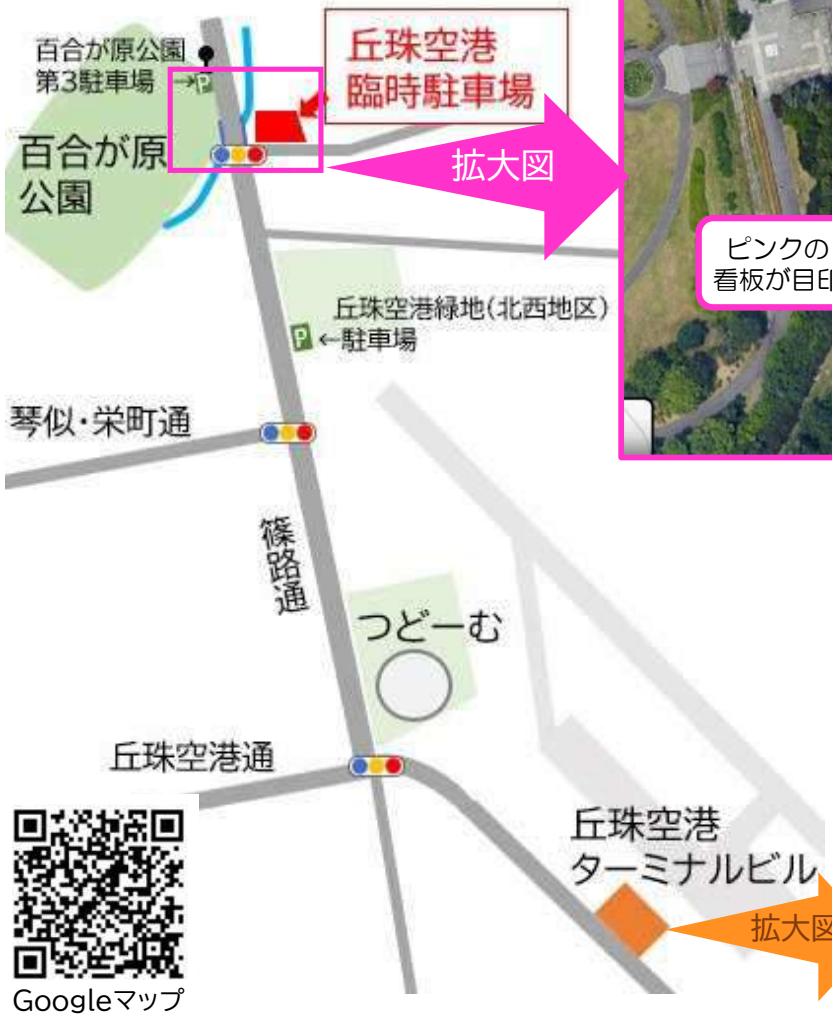 百合が原公園
第3駐車場 →P
丘珠空港
臨時駐車場
百合が原
公園
拡大図
ピンクの
看板が目印
丘珠空港緑地(北西地区)
P ←駐車場
琴似・栄町通
篠路通
つどーむ
丘珠空港通
丘珠空港
ターミナルビル
拡大図
Googleマップ